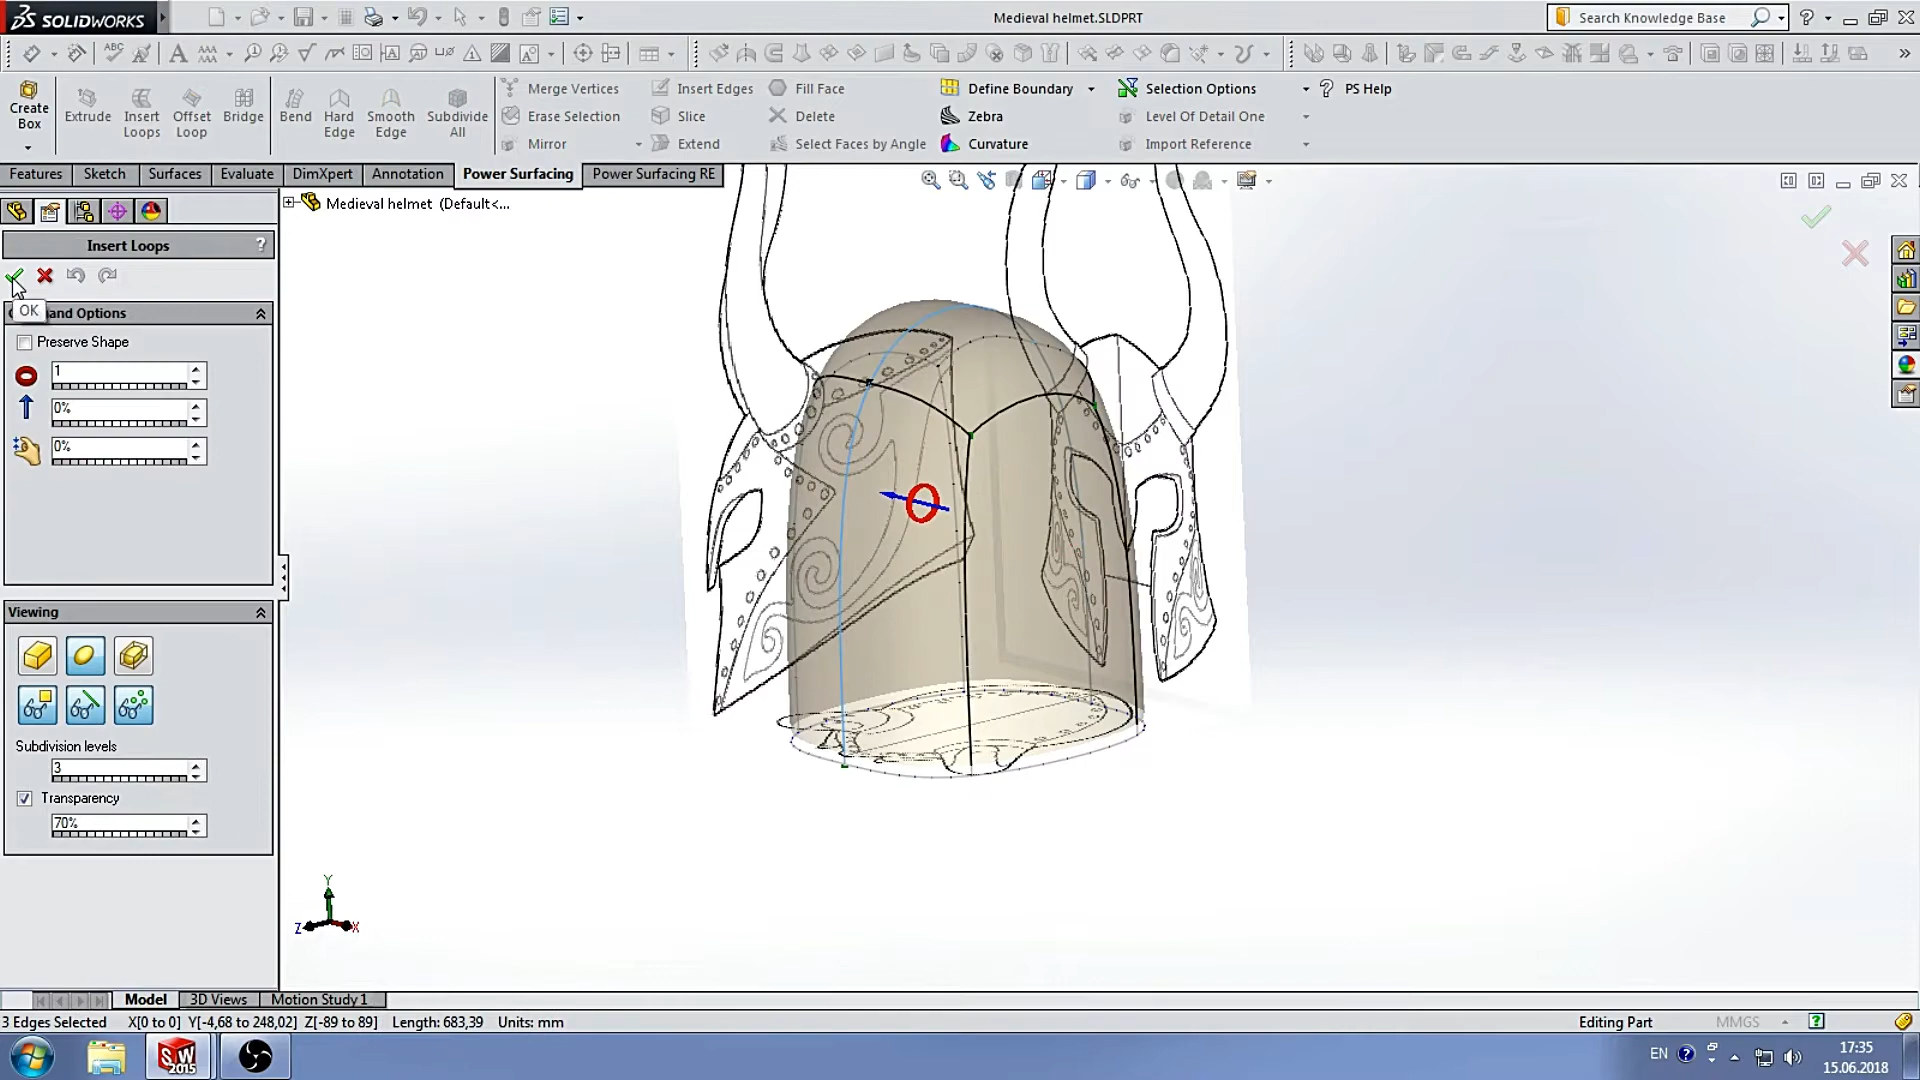 SOLIDWORKS
Medieval helmet.SLDPRT
Search Knowledge Base
Create Box
Extrude
Insert Loops
Offset Loop
Bridge
Bend
Hard Edge
Smooth Edge
Subdivide All
Merge Vertices
Insert Edges
Fill Face
Define Boundary
Selection Options
PS Help
Erase Selection
Slice
Delete
Zebra
Level Of Detail One
Mirror
Extend
Select Faces by Angle
Curvature
Import Reference
Features
Sketch
Surfaces
Evaluate
DimXpert
Annotation
Power Surfacing
Power Surfacing RE
Medieval helmet (Default<...
Insert Loops
?
OK
and Options
Preserve Shape
1
0%
0%
Viewing
Subdivision levels
3
Transparency
70%
Y
Z
X
Model
3D Views
Motion Study 1
3 Edges Selected X[0 to 0] Y[-4,68 to 248,02] Z[-89 to 89] Length: 683,39 Units: mm
Editing Part
MMGS
SW 2015
EN
17:35
15.06.2018